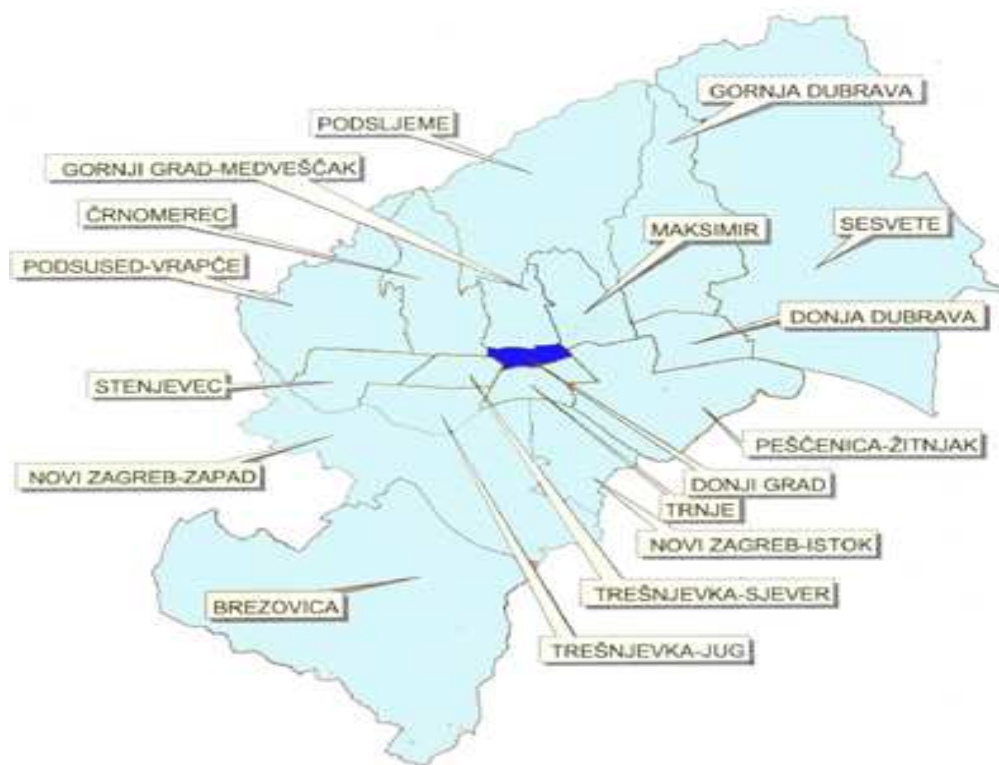 GORNJA DUBRAVA
PODSLJEME
GORNJI GRAD-MEDVEŠČAK
ČRNOMEREC
MAKSIMIR
SESVETE
PODSUSED-VRAPČE
DONJA DUBRAVA
STENJEVEC
PEŠČENICA-ŽITNJAK
NOVI ZAGREB-ZAPAD
DONJI GRAD
TRNJE
NOVI ZAGREB-ISTOK
TREŠNJEVKA-SJEVER
BREZOVICA
TREŠNJEVKA-JUG